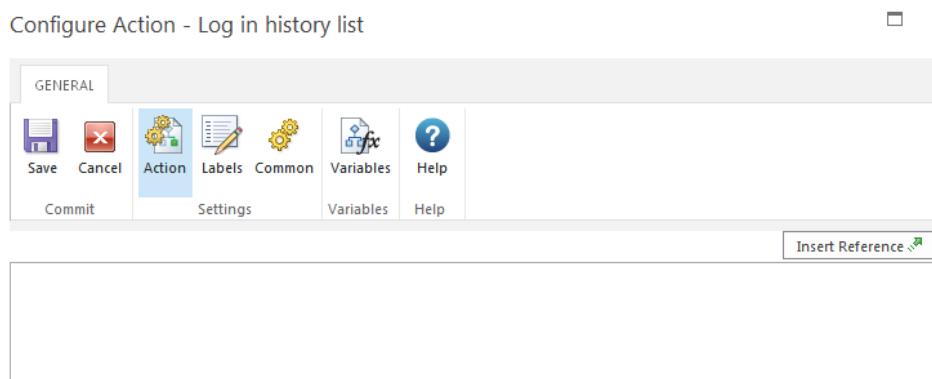 Configure Action - Log in history list
GENERAL
Save Cancel Action Labels Common Variables Help
Commit Settings Variables Help
Insert Reference